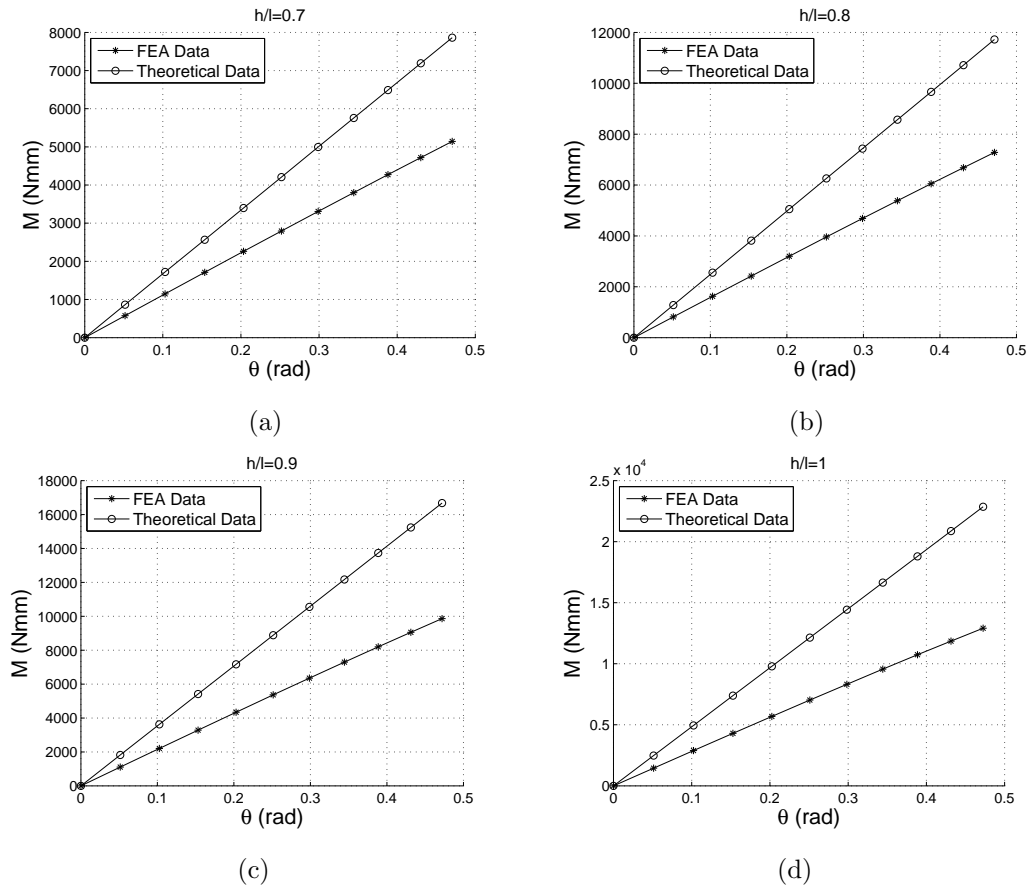 h/l=0.7
8000
7000
6000
5000
4000
3000
2000
1000
0
FEA Data
Theoretical Data
M (Nmm)
0 0.1 0.2 0.3 0.4 0.5
θ (rad)
(a)
h/l=0.8
12000
10000
8000
6000
4000
2000
0
FEA Data
Theoretical Data
M (Nmm)
0 0.1 0.2 0.3 0.4 0.5
θ (rad)
(b)
h/l=0.9
18000
16000
14000
12000
10000
8000
6000
4000
2000
0
FEA Data
Theoretical Data
M (Nmm)
0 0.1 0.2 0.3 0.4 0.5
θ (rad)
(c)
h/l=1
x 10⁴
2.5
2
1.5
1
0.5
0
FEA Data
Theoretical Data
M (Nmm)
0 0.1 0.2 0.3 0.4 0.5
θ (rad)
(d)